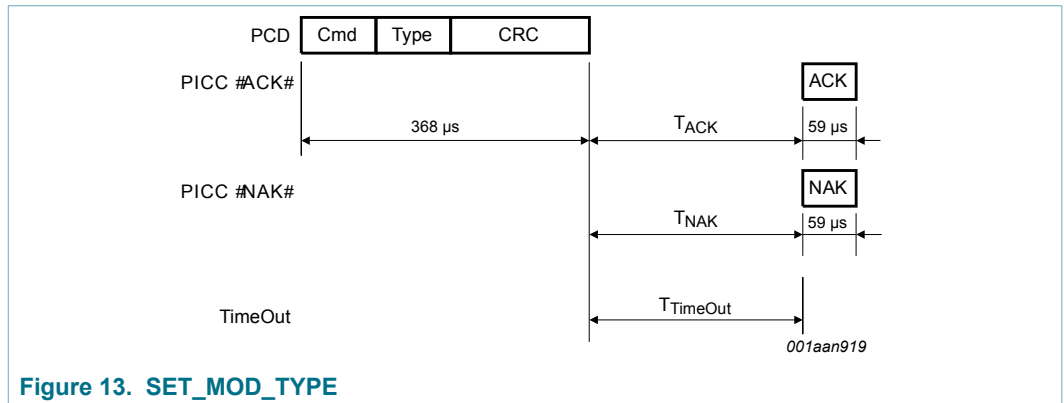 PCD Cmd Type CRC
PICC #ACK# ACK
368 µs TACK 59 µs
PICC #NAK# NAK
TNAK 59 µs
TimeOut TTimeOut
001aan919
Figure 13. SET_MOD_TYPE